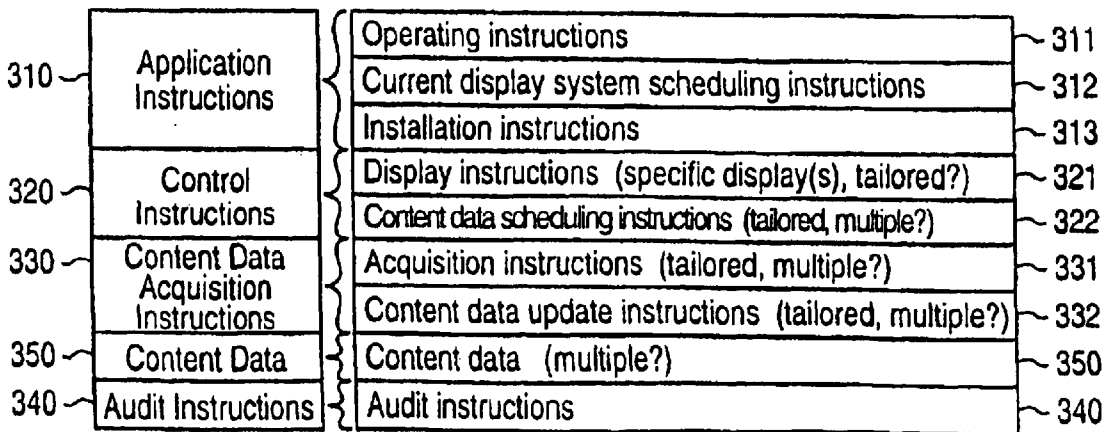 310
Application
Instructions
Operating instructions
311
Current display system scheduling instructions
312
Installation instructions
313
320
Control
Instructions
Display instructions (specific display(s), tailored?)
321
Content data scheduling instructions (tailored, multiple?)
322
330
Content Data
Acquisition
Instructions
Acquisition instructions (tailored, multiple?)
331
Content data update instructions (tailored, multiple?)
332
350
Content Data
Content data (multiple?)
350
340
Audit Instructions
Audit instructions
340